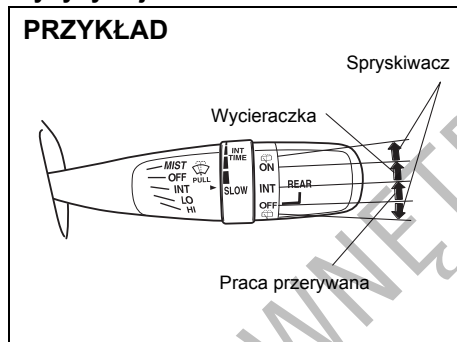 PRZYKŁAD
Spryskiwacz
Wycieraczka
INT
TIME
MIST
OFF
PULL
INT
LO
HI
SLOW
ON
INT
REAR
OFF
Praca przerywana